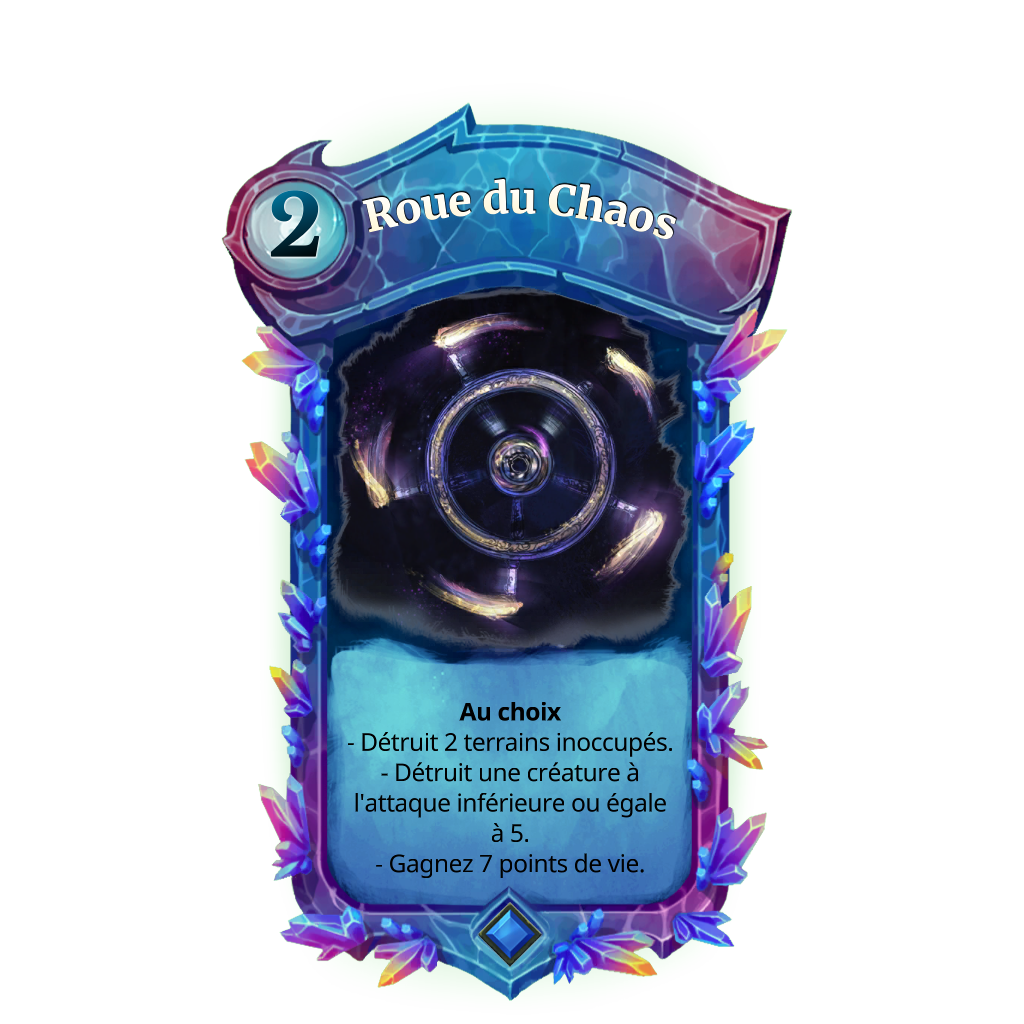 2
Roue du Chaos
Au choix
- Détruit 2 terrains inoccupés.
- Détruit une créature à
l'attaque inférieure ou égale
à 5.
- Gagnez 7 points de vie.